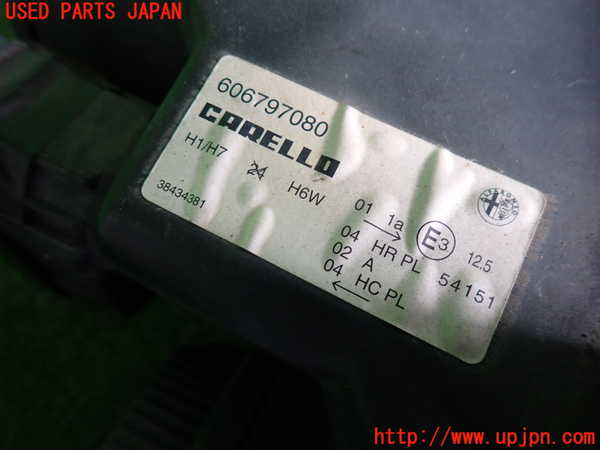 USED PARTS JAPAN
606797080
CARELLO
H1/H7 24 H6W
38434381
01 1a
04 HR PL E3 12.5
02 A
04 HC PL 54151
http://www.upjpn.com